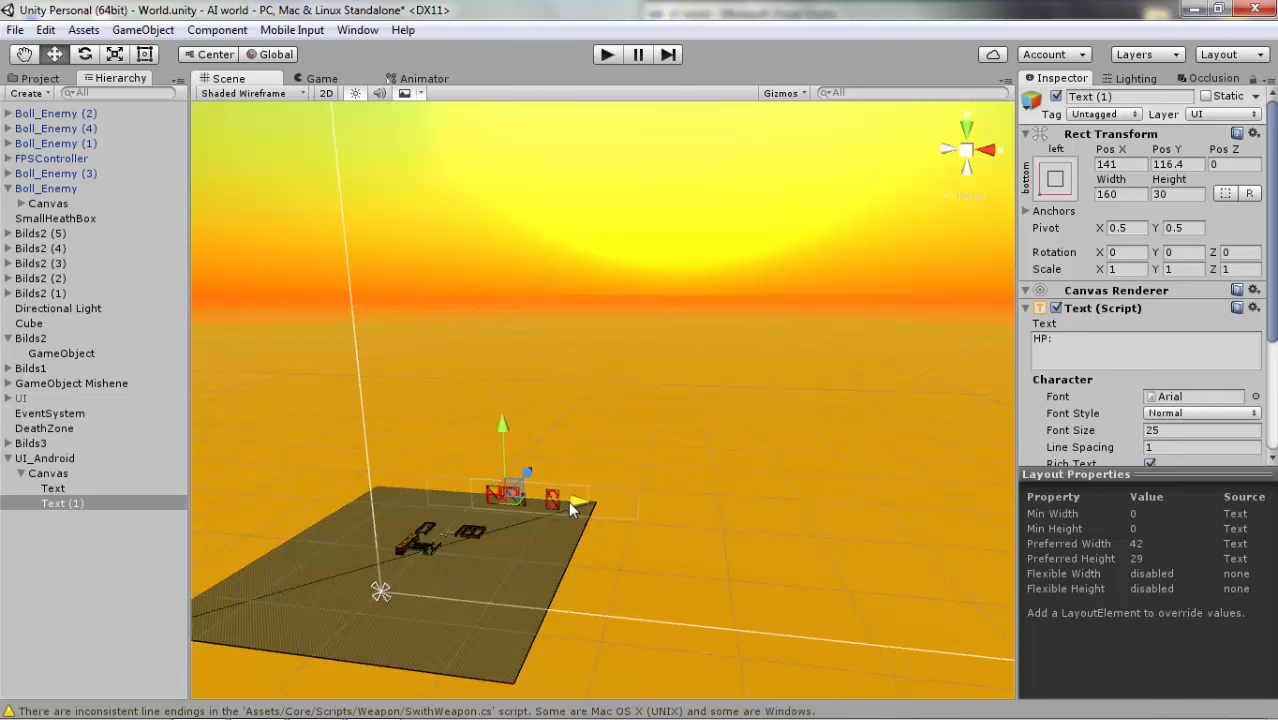 Unity Personal (64bit) - World.unity - AI world - PC, Mac & Linux Standalone* <DX11>
File Edit Assets GameObject Component Mobile Input Window Help
Center Global Account Layers Layout
Project Hierarchy Scene Game Animator Inspector Lighting Occlusion
Create All Shaded Wireframe 2D Gizmos All
Boll_Enemy (2)
Boll_Enemy (4)
Boll_Enemy (1)
FPSController
Boll_Enemy (3)
Boll_Enemy
Canvas
SmallHeathBox
Bilds2 (5)
Bilds2 (4)
Bilds2 (3)
Bilds2 (2)
Bilds2 (1)
Directional Light
Cube
Bilds2
GameObject
Bilds1
GameObject Mishene
UI
EventSystem
DeathZone
Bilds3
UI_Android
Canvas
Text
Text (1)
Text (1) Static
Tag Untagged Layer UI
Rect Transform
left Pos X Pos Y Pos Z
141 116.4 0
bottom Width Height
160 30 R
Anchors
Pivot X 0.5 Y 0.5
Rotation X 0 Y 0 Z 0
Scale X 1 Y 1 Z 1
Canvas Renderer
Text (Script)
Text
HP:
Character
Font Arial
Font Style Normal
Font Size 25
Line Spacing 1
Rich Text
Layout Properties
Property Value Source
Min Width 0 Text
Min Height 0 Text
Preferred Width 42 Text
Preferred Height 29 Text
Flexible Width disabled none
Flexible Height disabled none
Add a LayoutElement to override values.
There are inconsistent line endings in the 'Assets/Core/Scripts/Weapon/SwithWeapon.cs' script. Some are Mac OS X (UNIX) and some are Windows.